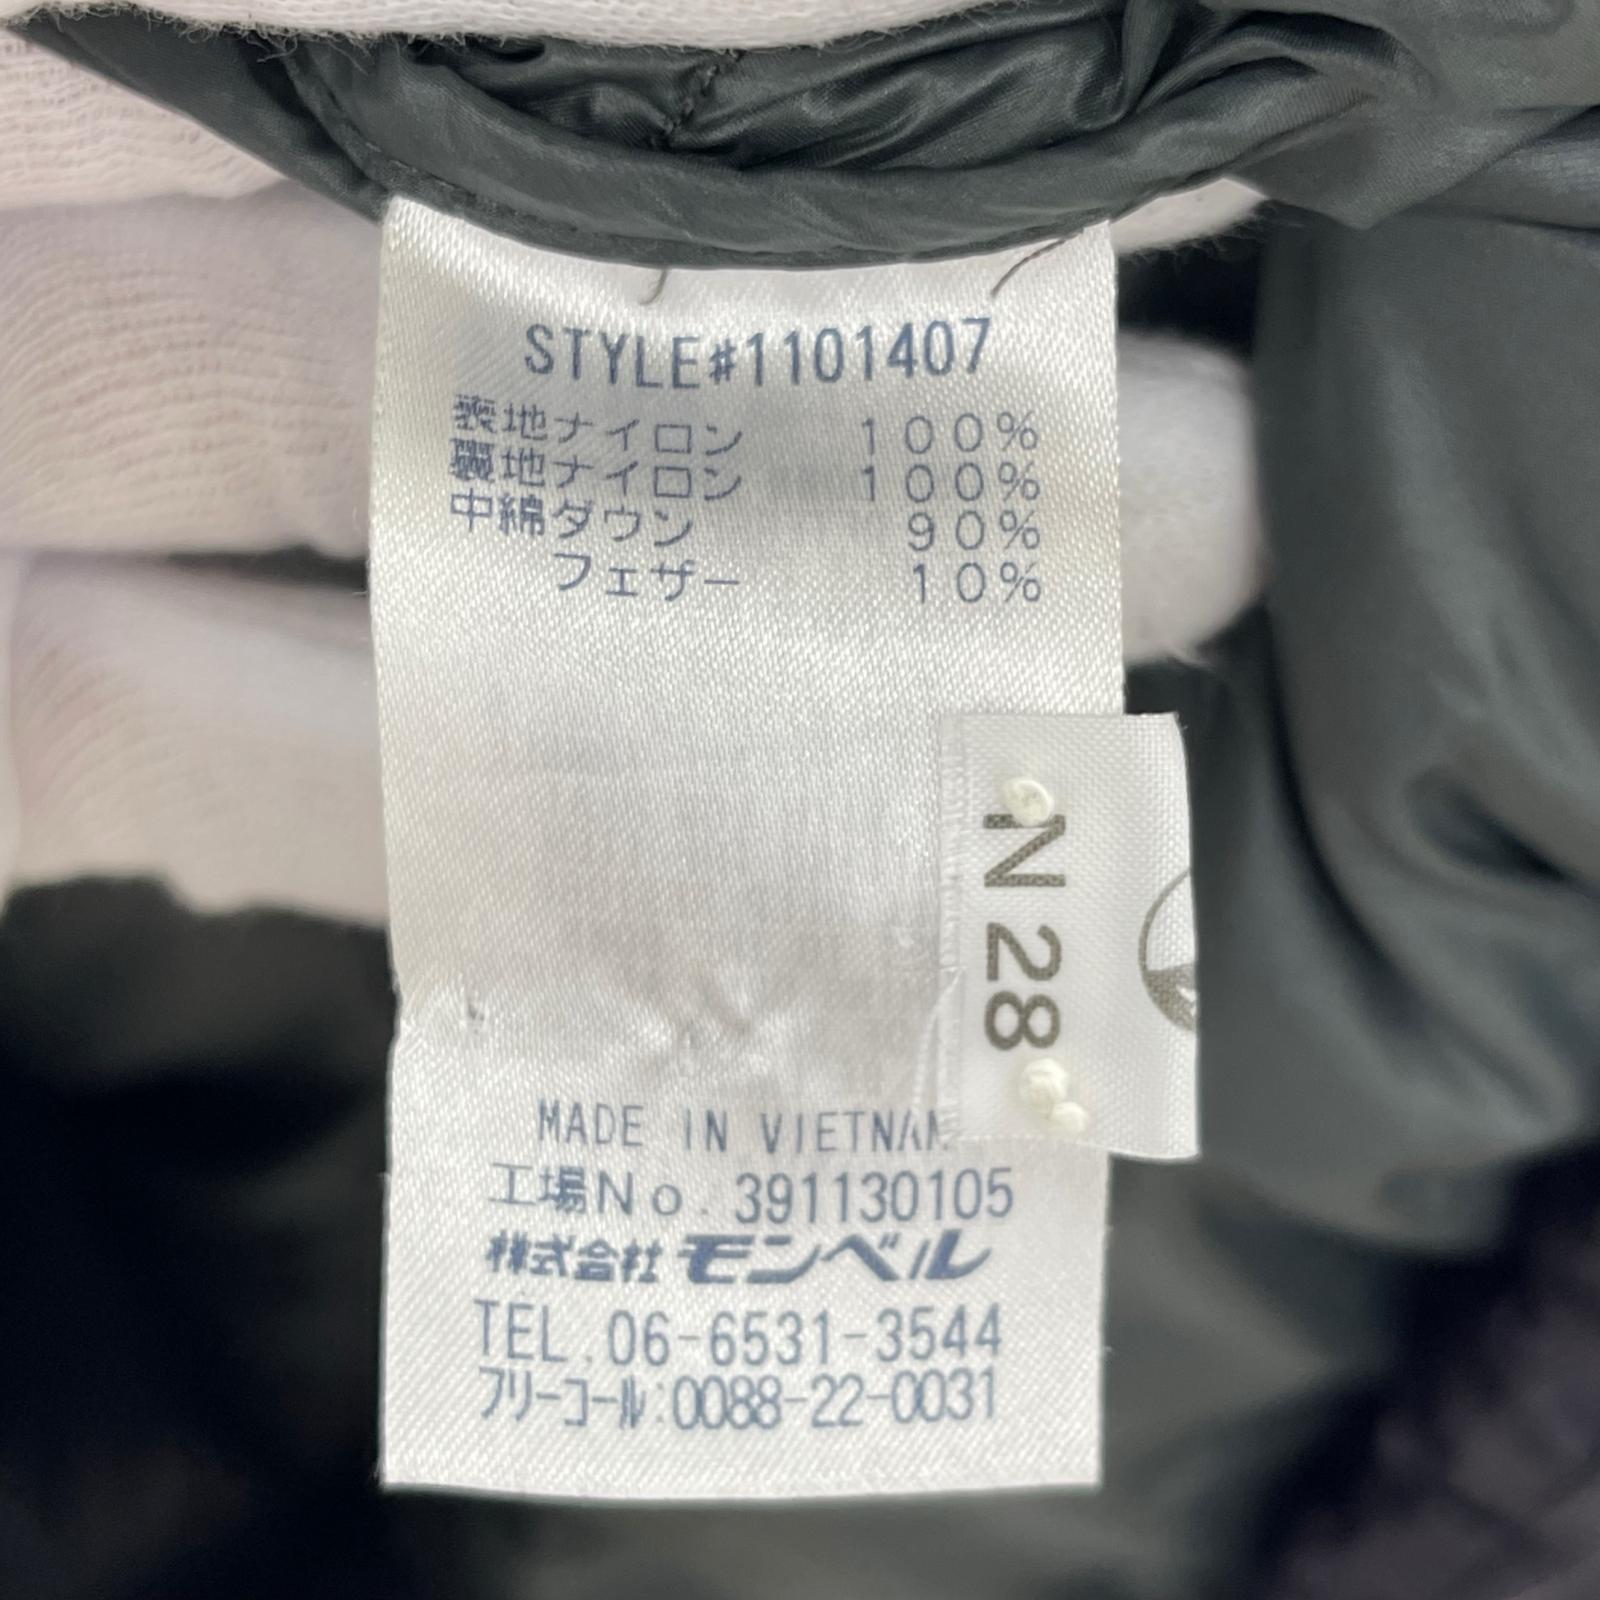 STYLE#1101407
表地ナイロン 100%
裏地ナイロン 100%
中綿ダウン 90%
フェザー 10%
N 28
MADE IN VIETNAM
工場No. 391130105
株式会社モンベル
TEL.06-6531-3544
フリーコール:0088-22-0031